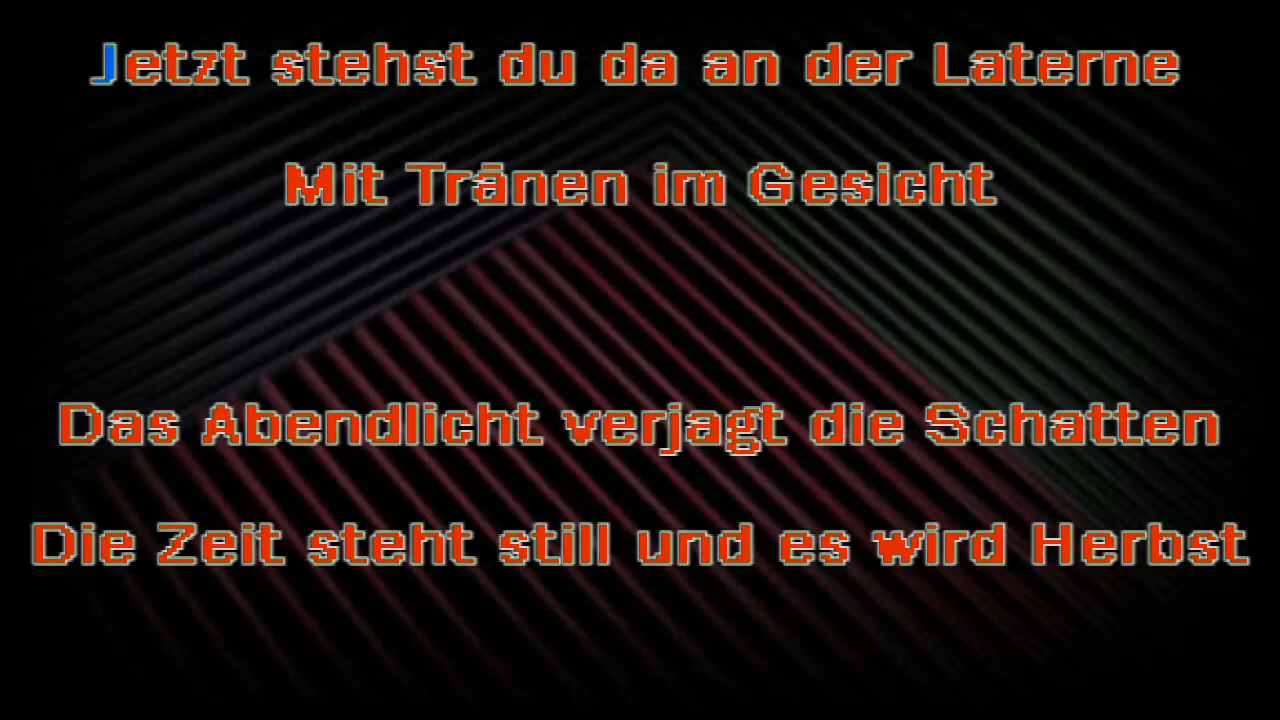 Jetzt stehst du da an der Laterne
Mit Tränen im Gesicht
Das Abendlicht verjagt die Schatten
Die Zeit steht still und es wird Herbst